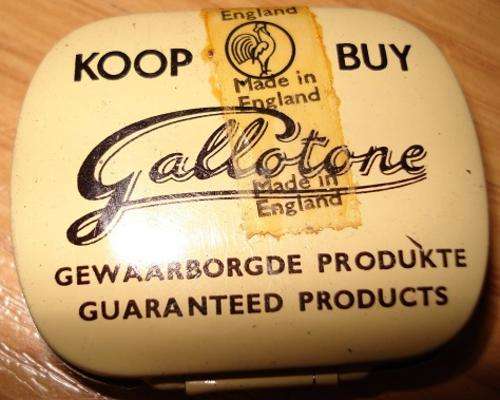 England
KOOP BUY
Made in
England
Gallotone
Made in
England
GEWAARBORGDE PRODUKTE
GUARANTEED PRODUCTS